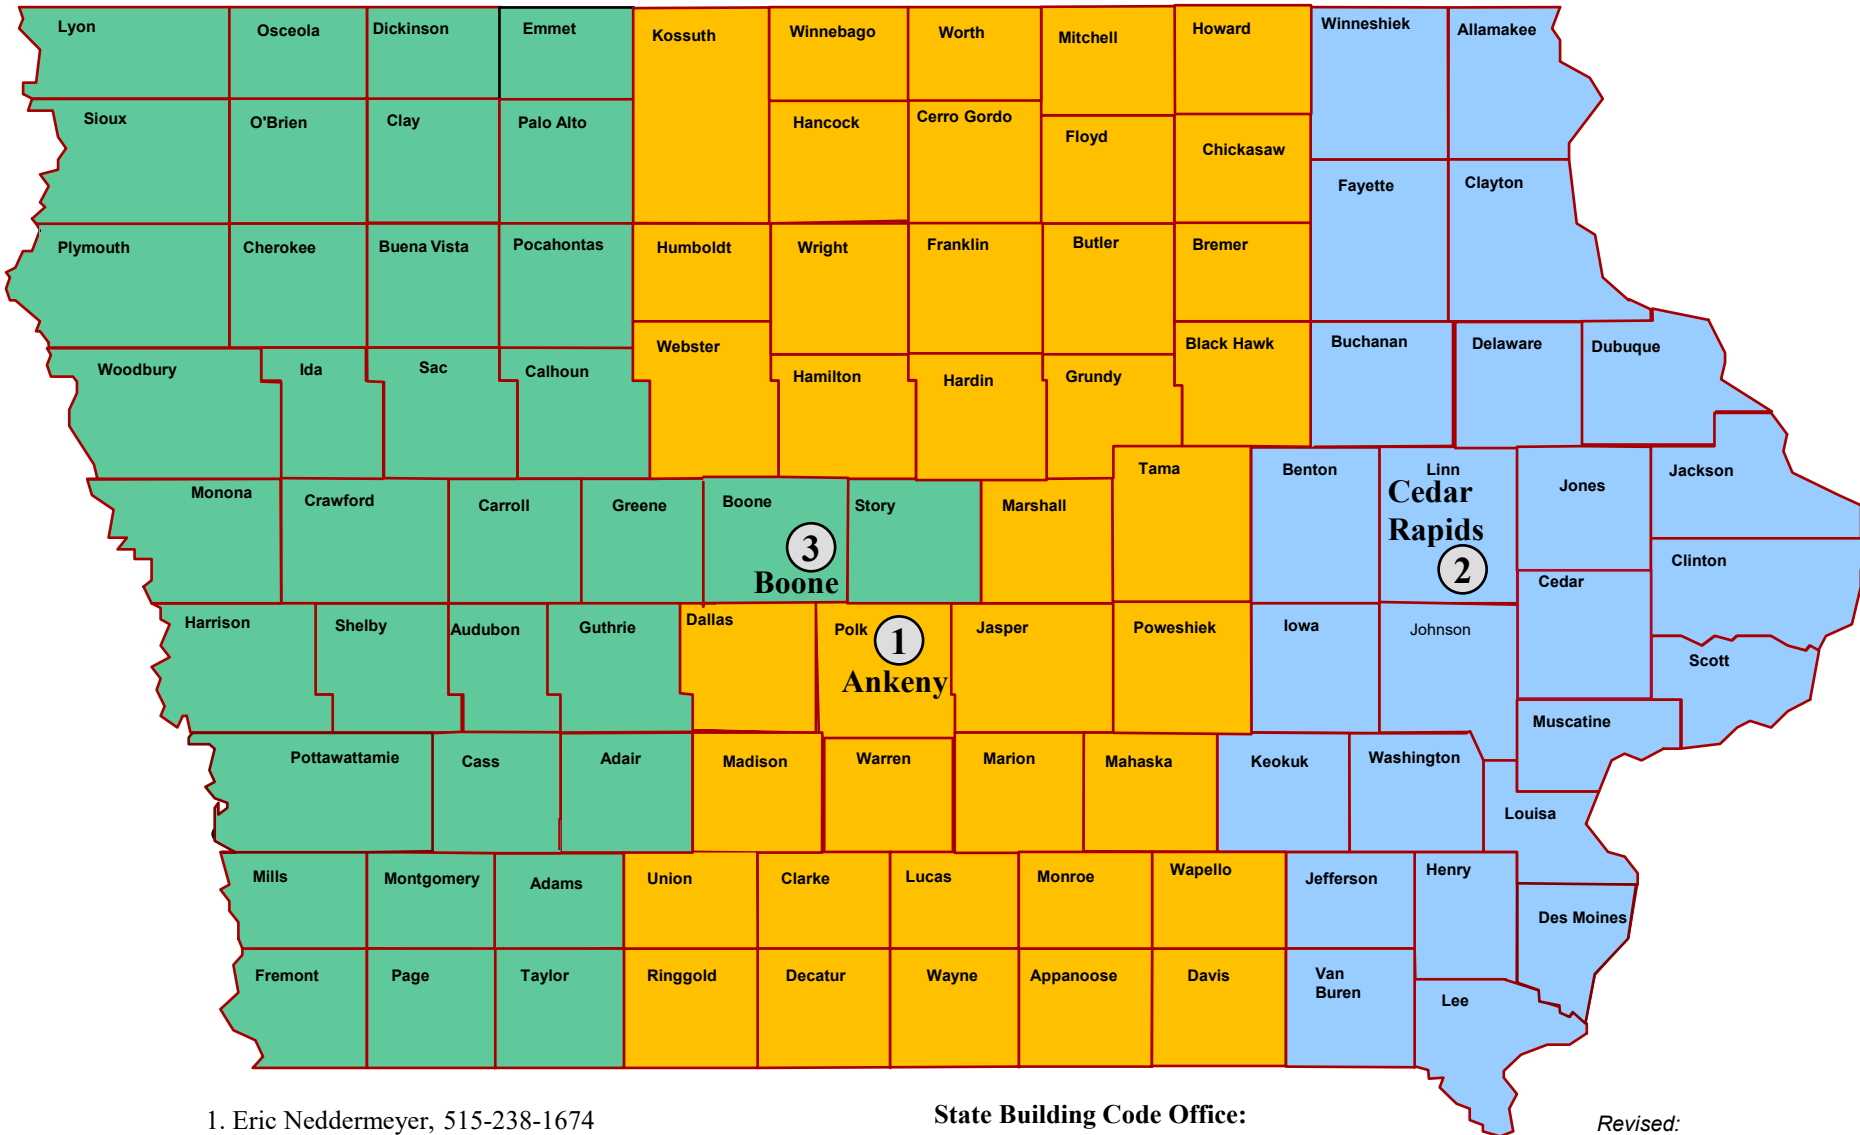 Lyon
Osceola
Dickinson
Emmet
Kossuth
Winnebago
Worth
Mitchell
Howard
Winneshiek
Allamakee
Sioux
O'Brien
Clay
Palo Alto
Hancock
Cerro Gordo
Floyd
Chickasaw
Fayette
Clayton
Plymouth
Cherokee
Buena Vista
Pocahontas
Humboldt
Wright
Franklin
Butler
Bremer
Woodbury
Ida
Sac
Calhoun
Webster
Hamilton
Hardin
Grundy
Black Hawk
Buchanan
Delaware
Dubuque
Monona
Crawford
Carroll
Greene
Boone
3
Boone
Story
Marshall
Tama
Benton
Linn
Cedar
Rapids
2
Jones
Jackson
Clinton
Cedar
Harrison
Shelby
Audubon
Guthrie
Dallas
Polk
1
Ankeny
Jasper
Poweshiek
Iowa
Johnson
Scott
Muscatine
Pottawattamie
Cass
Adair
Madison
Warren
Marion
Mahaska
Keokuk
Washington
Louisa
Mills
Montgomery
Adams
Union
Clarke
Lucas
Monroe
Wapello
Jefferson
Henry
Des Moines
Fremont
Page
Taylor
Ringgold
Decatur
Wayne
Appanoose
Davis
Van
Buren
Lee
1. Eric Neddermeyer, 515-238-1674
State Building Code Office:
Revised: